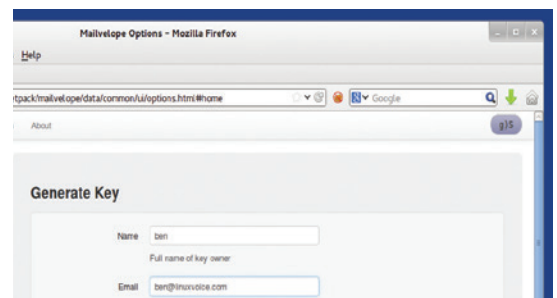 Mailvelope Options - Mozilla Firefox
Help
etpack/mailvelope/data/common/ui/options.html#home
Google
About
g)S
Generate Key
Name ben
Full name of key owner
Email ben@linuxvoice.com